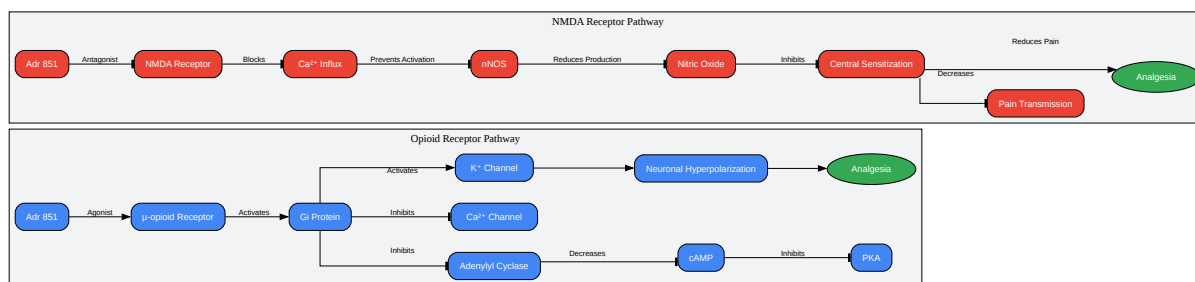 NMDA Receptor Pathway
Reduces Pain
Adr 851
Antagonist
NMDA Receptor
Blocks
Ca²⁺ Influx
Prevents Activation
nNOS
Reduces Production
Nitric Oxide
Inhibits
Central Sensitization
Decreases
Analgesia
Pain Transmission
Opioid Receptor Pathway
K⁺ Channel
Activates
Neuronal Hyperpolarization
Analgesia
Adr 851
Agonist
μ-opioid Receptor
Activates
Gi Protein
Inhibits
Ca²⁺ Channel
Inhibits
Adenylyl Cyclase
Decreases
cAMP
Inhibits
PKA